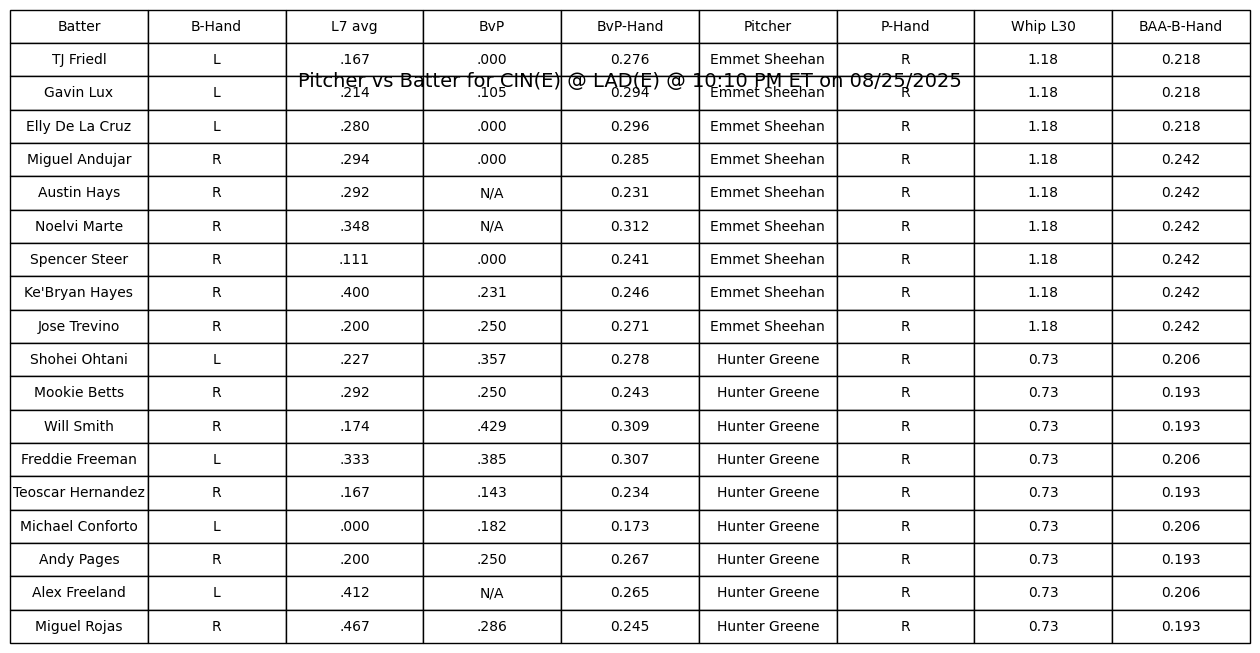 Batter B-Hand L7 avg BvP BvP-Hand Pitcher P-Hand Whip L30 BAA-B-Hand
TJ Friedl L .167 .000 0.276 Emmet Sheehan R 1.18 0.218
Pitcher vs Batter for CIN(E) @ LAD(E) @ 10:10 PM ET on 08/25/2025
Gavin Lux L .214 .105 0.294 Emmet Sheehan R 1.18 0.218
Elly De La Cruz L .280 .000 0.296 Emmet Sheehan R 1.18 0.218
Miguel Andujar R .294 .000 0.285 Emmet Sheehan R 1.18 0.242
Austin Hays R .292 N/A 0.231 Emmet Sheehan R 1.18 0.242
Noelvi Marte R .348 N/A 0.312 Emmet Sheehan R 1.18 0.242
Spencer Steer R .111 .000 0.241 Emmet Sheehan R 1.18 0.242
Ke'Bryan Hayes R .400 .231 0.246 Emmet Sheehan R 1.18 0.242
Jose Trevino R .200 .250 0.271 Emmet Sheehan R 1.18 0.242
Shohei Ohtani L .227 .357 0.278 Hunter Greene R 0.73 0.206
Mookie Betts R .292 .250 0.243 Hunter Greene R 0.73 0.193
Will Smith R .174 .429 0.309 Hunter Greene R 0.73 0.193
Freddie Freeman L .333 .385 0.307 Hunter Greene R 0.73 0.206
Teoscar Hernandez R .167 .143 0.234 Hunter Greene R 0.73 0.193
Michael Conforto L .000 .182 0.173 Hunter Greene R 0.73 0.206
Andy Pages R .200 .250 0.267 Hunter Greene R 0.73 0.193
Alex Freeland L .412 N/A 0.265 Hunter Greene R 0.73 0.206
Miguel Rojas R .467 .286 0.245 Hunter Greene R 0.73 0.193